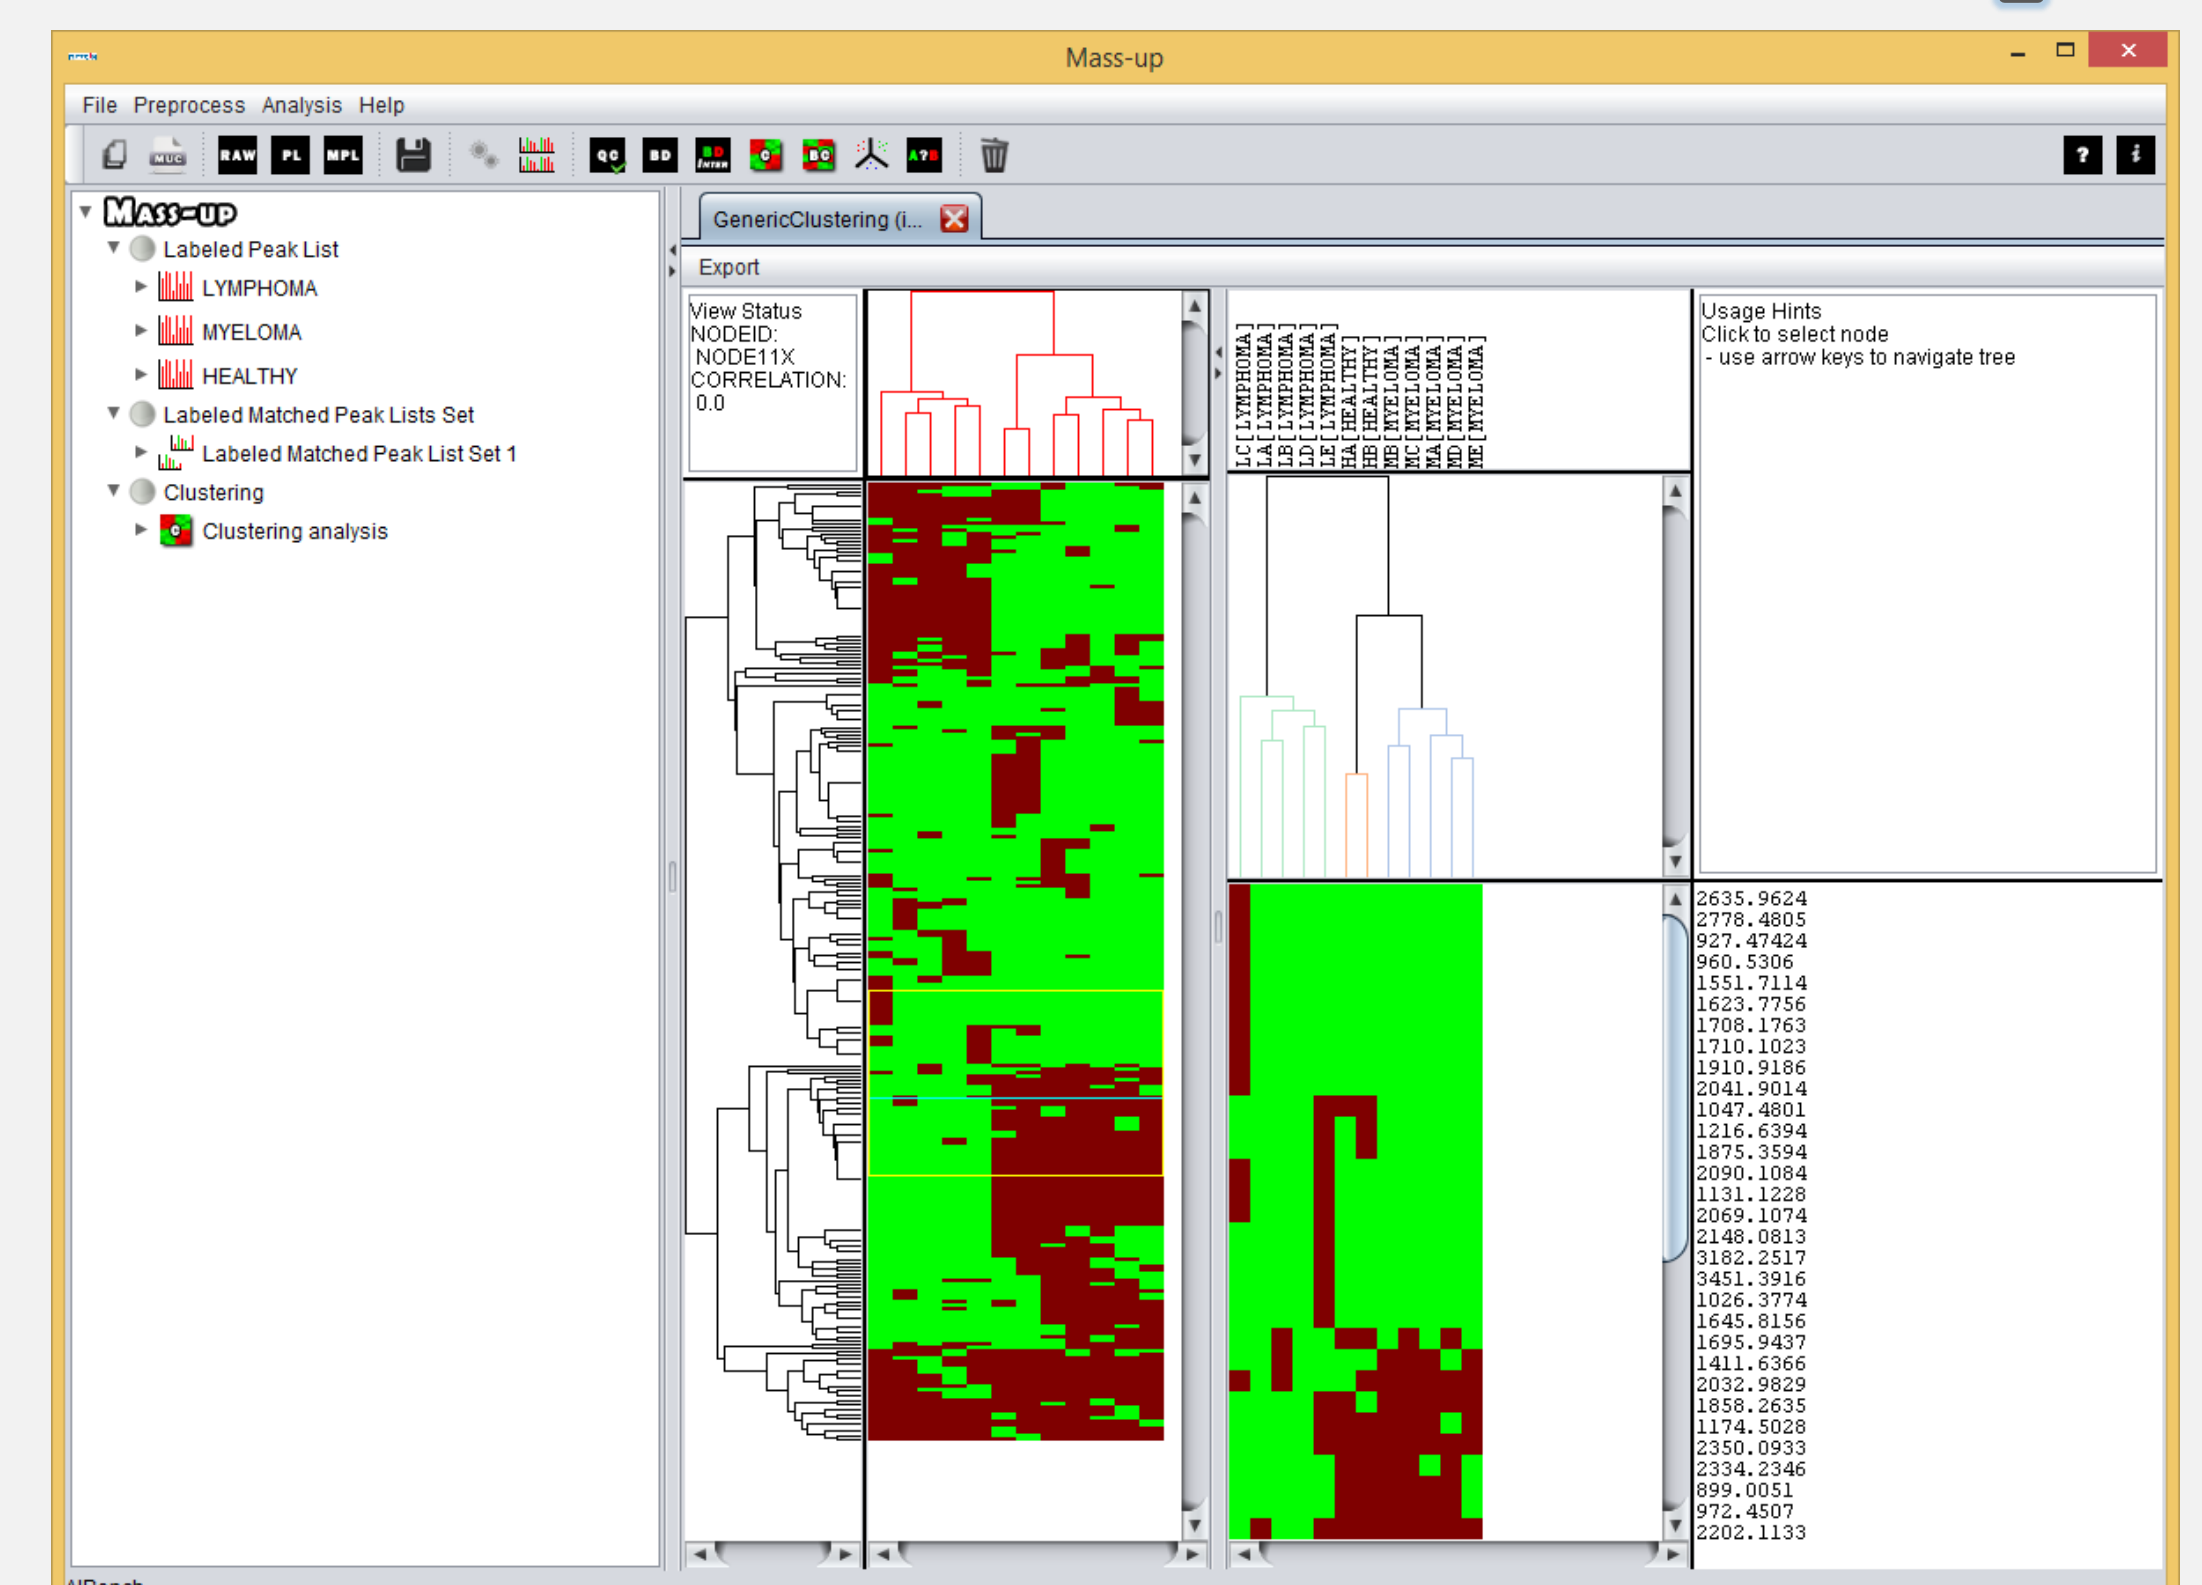 Mass-up
File Preprocess Analysis Help
MUC RAW PL MPL QC BD BD INTER C BC A?B ? i
MASS-UP
Labeled Peak List
LYMPHOMA
MYELOMA
HEALTHY
Labeled Matched Peak Lists Set
Labeled Matched Peak List Set 1
Clustering
Clustering analysis
GenericClustering (i...
Export
View Status
NODEID:
NODE11X
CORRELATION:
0.0
LC[LYMPHOMA]
LA[LYMPHOMA]
LB[LYMPHOMA]
LD[LYMPHOMA]
LE[LYMPHOMA]
HA[HEALTHY]
HB[HEALTHY]
MB[MYELOMA]
MC[MYELOMA]
MA[MYELOMA]
MD[MYELOMA]
ME[MYELOMA]
Usage Hints
Click to select node
- use arrow keys to navigate tree
2635.9624
2778.4805
927.47424
960.5306
1551.7114
1623.7756
1708.1763
1710.1023
1910.9186
2041.9014
1047.4801
1216.6394
1875.3594
2090.1084
1131.1228
2069.1074
2148.0813
3182.2517
3451.3916
1026.3774
1645.8156
1695.9437
1411.6366
2032.9829
1858.2635
1174.5028
2350.0933
2334.2346
899.0051
972.4507
2202.1133